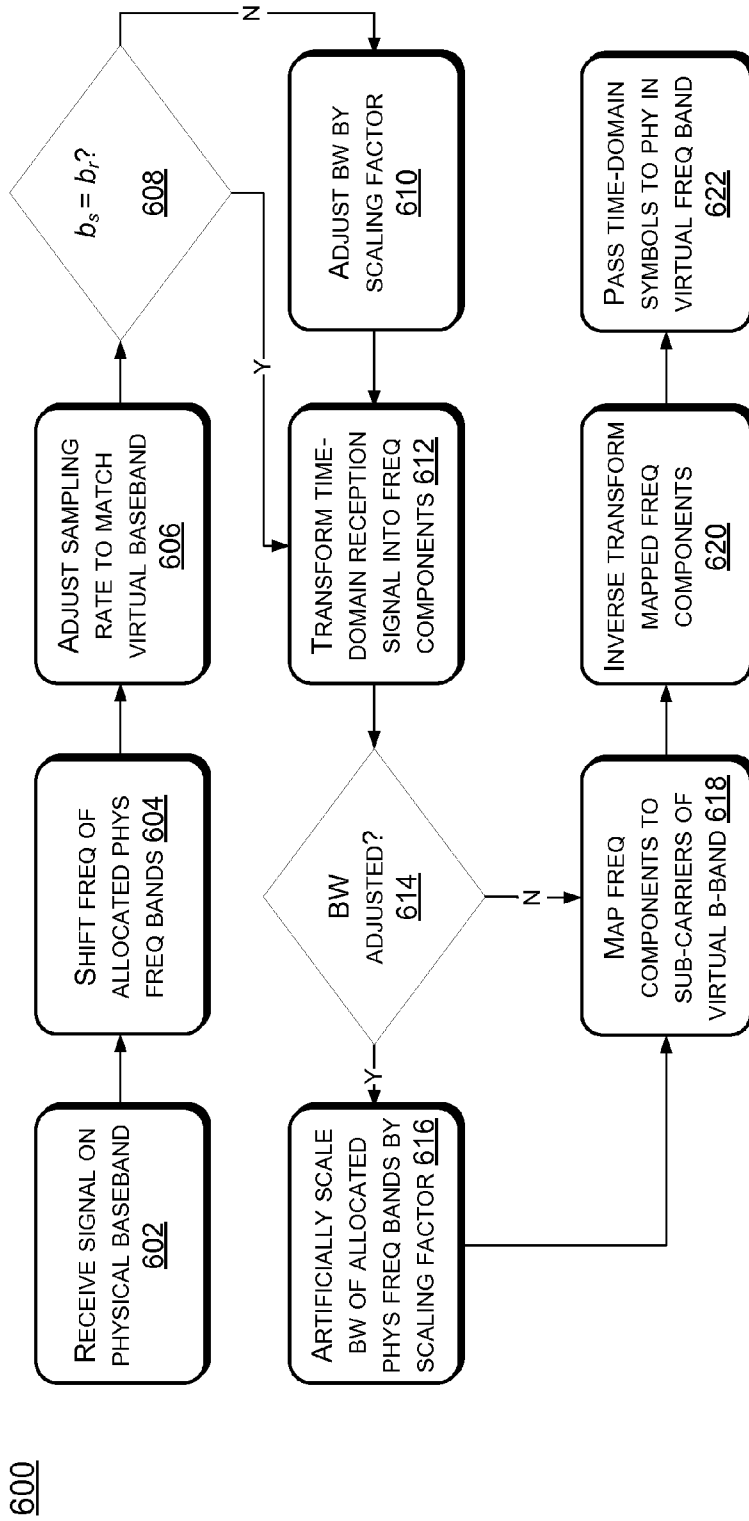 600
RECEIVE SIGNAL ON
PHYSICAL BASEBAND
602
SHIFT FREQ OF
ALLOCATED PHYS
FREQ BANDS 604
ADJUST SAMPLING
RATE TO MATCH
VIRTUAL BASEBAND
606
bs = br?
608
N
Y
ADJUST BW BY
SCALING FACTOR
610
TRANSFORM TIME-
DOMAIN RECEPTION
SIGNAL INTO FREQ
COMPONENTS 612
BW
ADJUSTED?
614
Y
N
ARTIFICIALLY SCALE
BW OF ALLOCATED
PHYS FREQ BANDS BY
SCALING FACTOR 616
MAP FREQ
COMPONENTS TO
SUB-CARRIERS OF
VIRTUAL B-BAND 618
INVERSE TRANSFORM
MAPPED FREQ
COMPONENTS
620
PASS TIME-DOMAIN
SYMBOLS TO PHY IN
VIRTUAL FREQ BAND
622